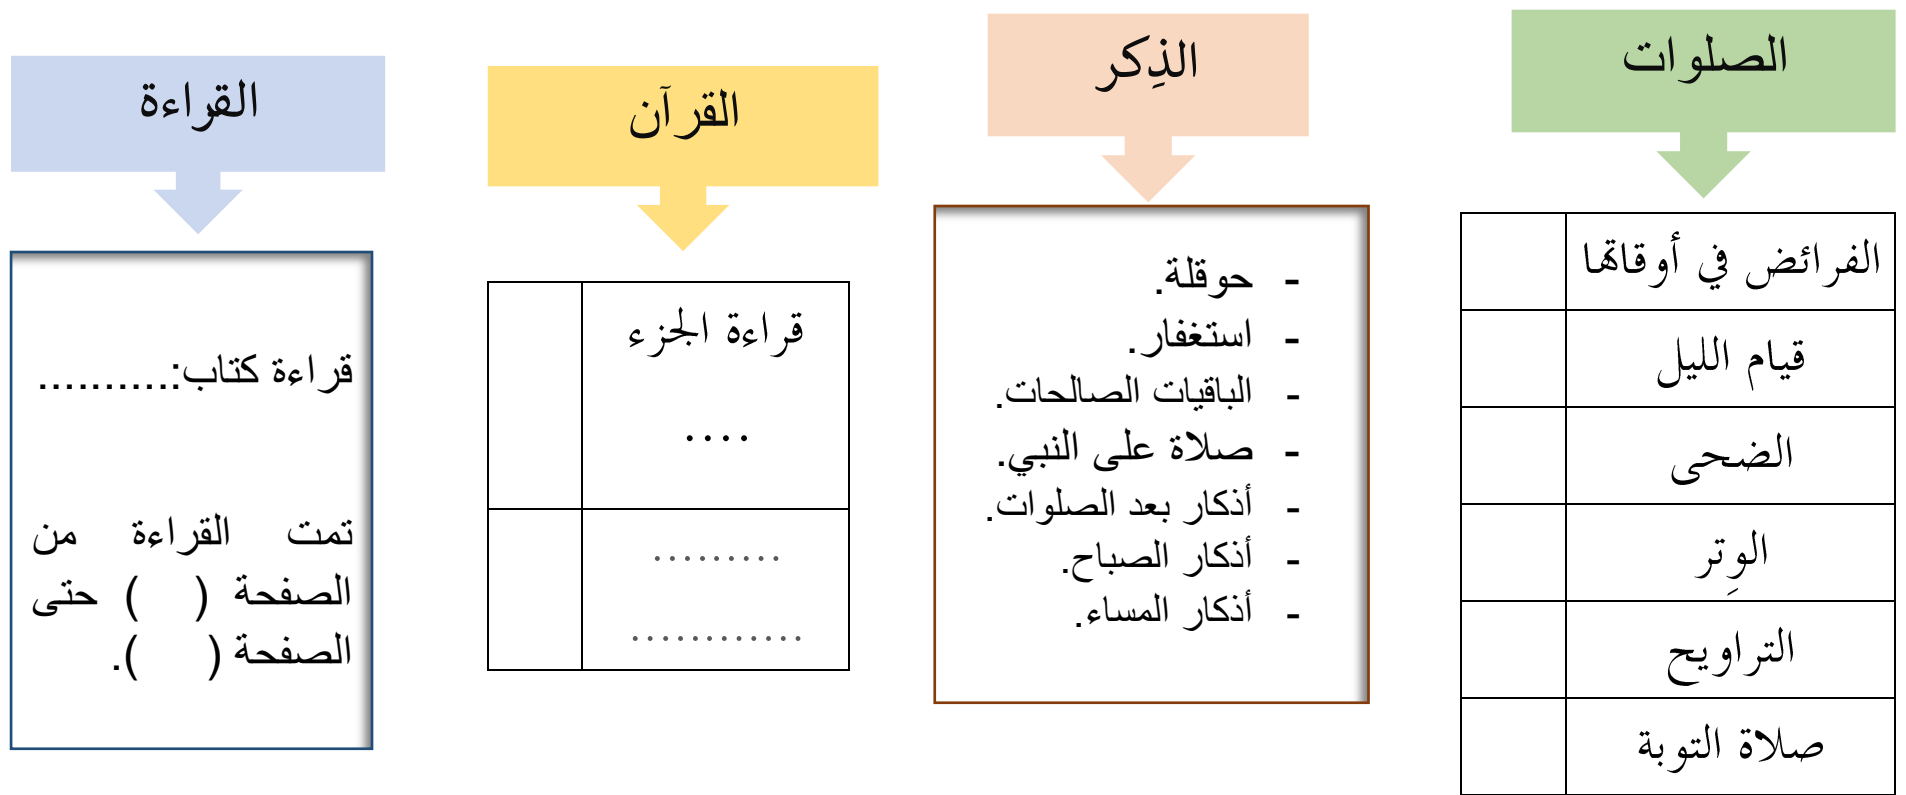 الصلوات
الفرائض في أوقاتها
قيام الليل
الضحى
الوِتر
التراويح
صلاة التوبة
الذِكر
- حوقلة.
- استغفار.
- الباقيات الصالحات.
- صلاة على النبي.
- أذكار بعد الصلوات.
- أذكار الصباح.
- أذكار المساء.
القرآن
قراءة الجزء
....
.........
............
القراءة
قراءة كتاب:..........
تمت القراءة من
الصفحة (   ) حتى
الصفحة (   ).